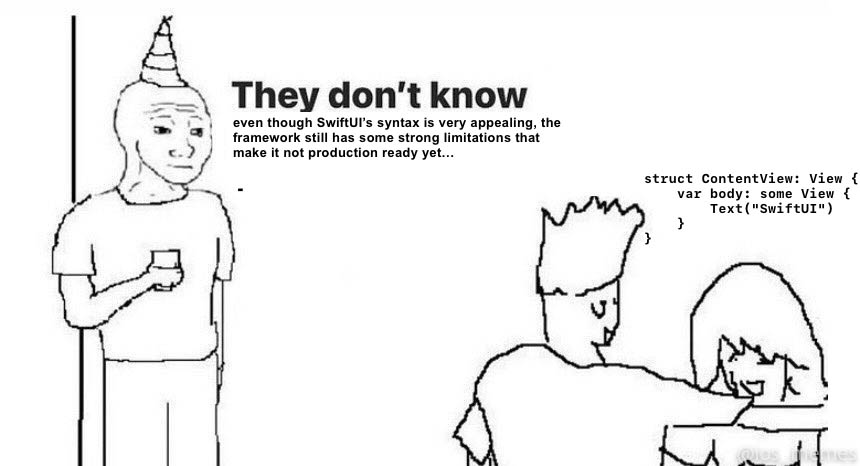 They don't know
even though SwiftUI's syntax is very appealing, the
framework still has some strong limitations that
make it not production ready yet...
-
struct ContentView: View {
    var body: some View {
        Text("SwiftUI")
    }
}
@ios_memes